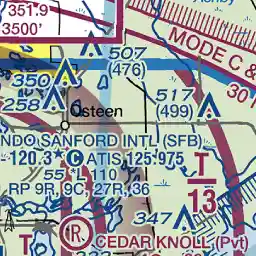 351.9
3500'
Ashby
MODE C &
30
507
(476)
350
258
Osteen
517
(499)
NDO SANFORD INTL (SFB)
120.3* C ATIS 125.975
55 *L 110
RP 9R, 9C, 27R, 36
T
13
347
R
CEDAR KNOLL (Pvt)